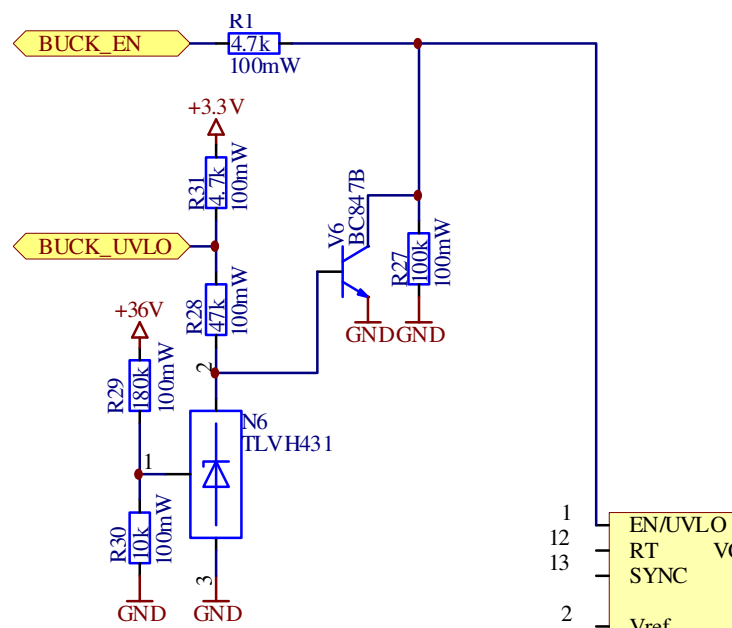 R1
BUCK_EN
4.7k
100mW
+3.3V
R31
4.7k
100mW
BUCK_UVLO
V6
BC847B
R27
100k
100mW
R28
47k
100mW
GND
GND
+36V
R29
180k
100mW
2
N6
TLVH431
1
R30
10k
100mW
3
GND
GND
1
EN/UVLO
12
RT
VC
13
SYNC
2
Vref